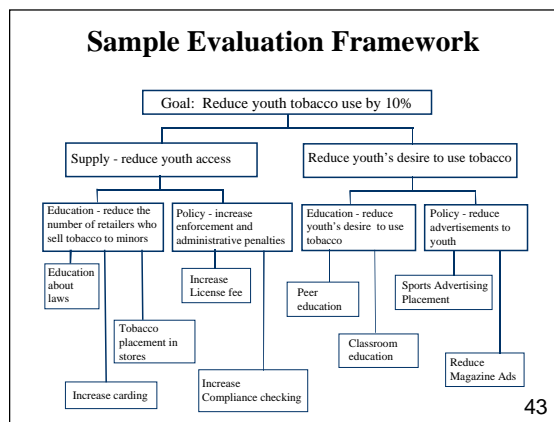 Sample Evaluation Framework
Goal: Reduce youth tobacco use by 10%
Supply - reduce youth access
Reduce youth's desire to use tobacco
Education - reduce the
number of retailers who
sell tobacco to minors
Policy - increase
enforcement and
administrative penalties
Education - reduce
youth's desire to use
tobacco
Policy - reduce
advertisements to
youth
Education
about
laws
Tobacco
placement in
stores
Increase carding
Increase
License fee
Increase
Compliance checking
Peer
education
Classroom
education
Sports Advertising
Placement
Reduce
Magazine Ads
43